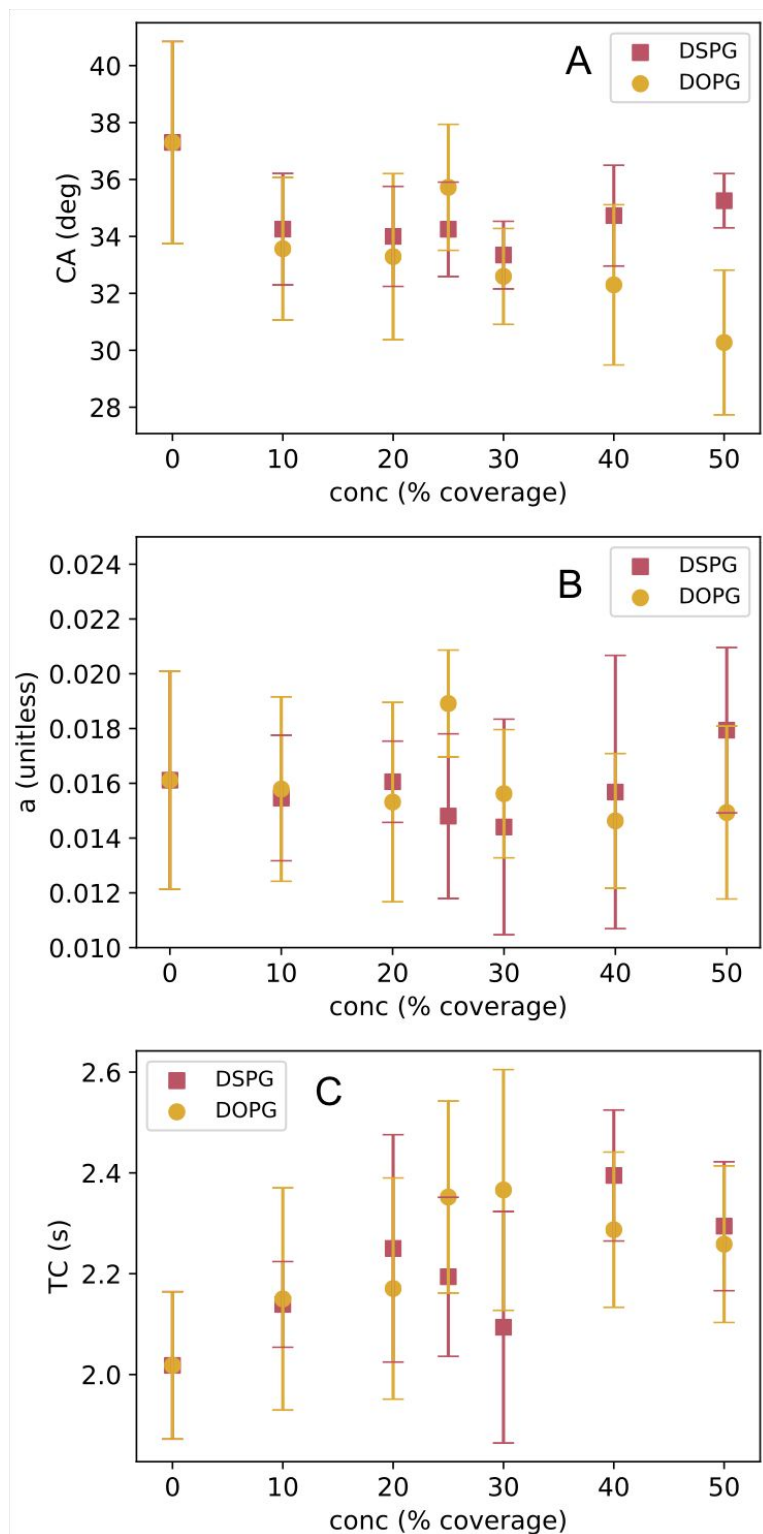 A
DSPG
DOPG
40
38
36
34
32
30
28
CA (deg)
0 10 20 30 40 50
conc (% coverage)
B
DSPG
DOPG
0.024
0.022
0.020
0.018
0.016
0.014
0.012
0.010
a (unitless)
0 10 20 30 40 50
conc (% coverage)
DSPG
DOPG
C
2.6
2.4
2.2
2.0
TC (s)
0 10 20 30 40 50
conc (% coverage)